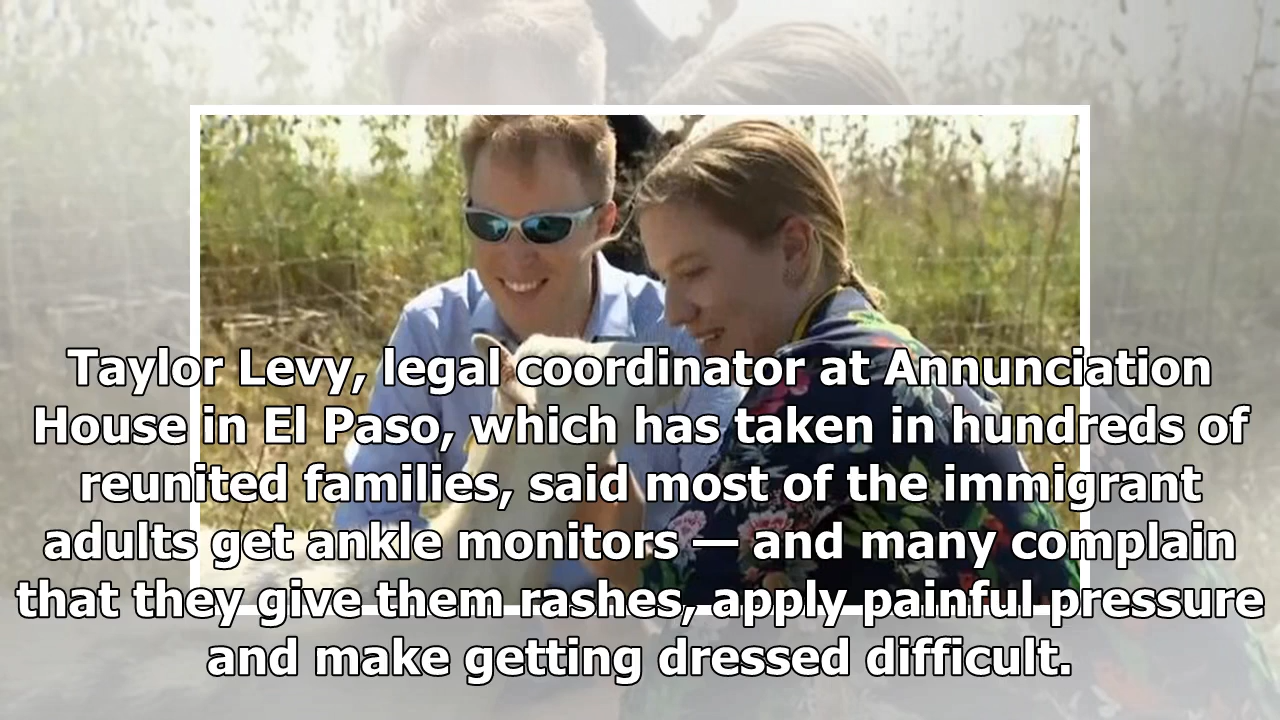 Taylor Levy, legal coordinator at Annunciation
House in El Paso, which has taken in hundreds of
reunited families, said most of the immigrant
adults get ankle monitors — and many complain
that they give them rashes, apply painful pressure
and make getting dressed difficult.